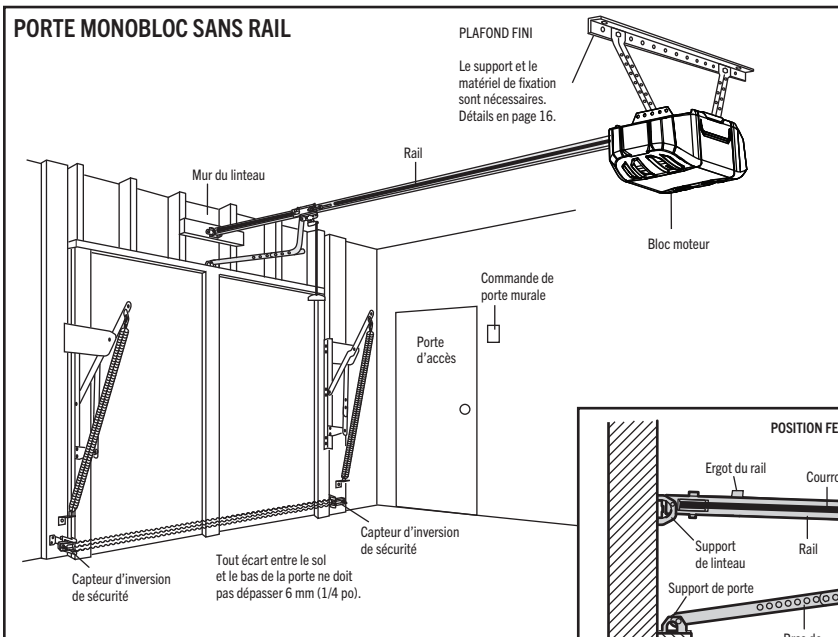 PORTE MONOBLOC SANS RAIL
PLAFOND FINI
Le support et le
matériel de fixation
sont nécessaires.
Détails en page 16.
Rail
Mur du linteau
Bloc moteur
Commande de
porte murale
Porte
d'accès
Capteur d'inversion
de sécurité
Tout écart entre le sol
et le bas de la porte ne doit
pas dépasser 6 mm (1/4 po).
Capteur d'inversion
de sécurité
POSITION FE
Ergot du rail
Courro
Support
de linteau
Rail
Support de porte